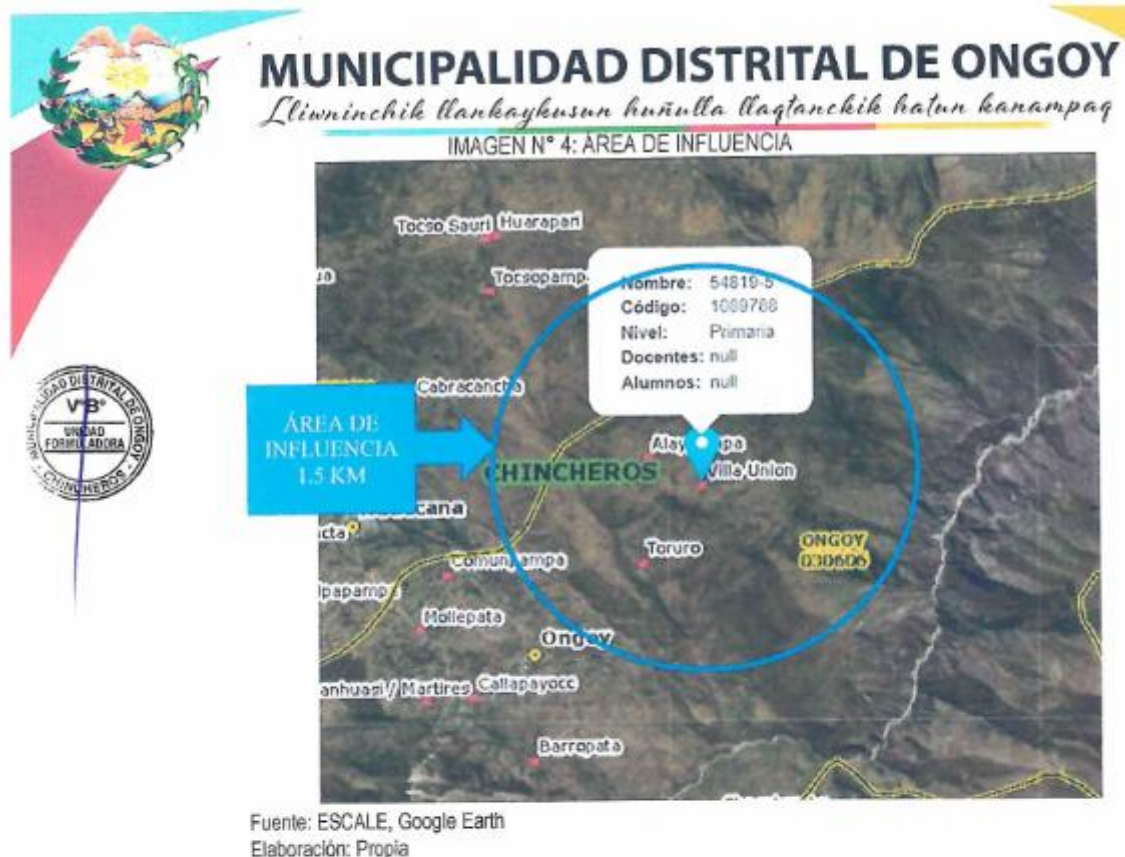 MUNICIPALIDAD DISTRITAL DE ONGOY
Lliwninchik llankaykusun huñulla llaqtanchik hatun kanampaq
IMAGEN N° 4: ÁREA DE INFLUENCIA
Tocso Sauri Huarapari
Tocsopamp
Nombre: 54819-5
Código: 1089788
Nivel: Primaria
Docentes: null
Alumnos: null
Cabracancha
ÁREA DE
INFLUENCIA
1.5 KM
CHINCHEROS
Villa Union
Toruro
ONGOY
030606
Comunpampa
Mollepata
Ongoy
anhuasi / Martires Callapayocc
Barropata
MUNICIPALIDAD DISTRITAL DE ONGOY
V°B°
UNIDAD
FORMULADORA
CHINCHEROS
Fuente: ESCALE, Google Earth
Elaboración: Propia